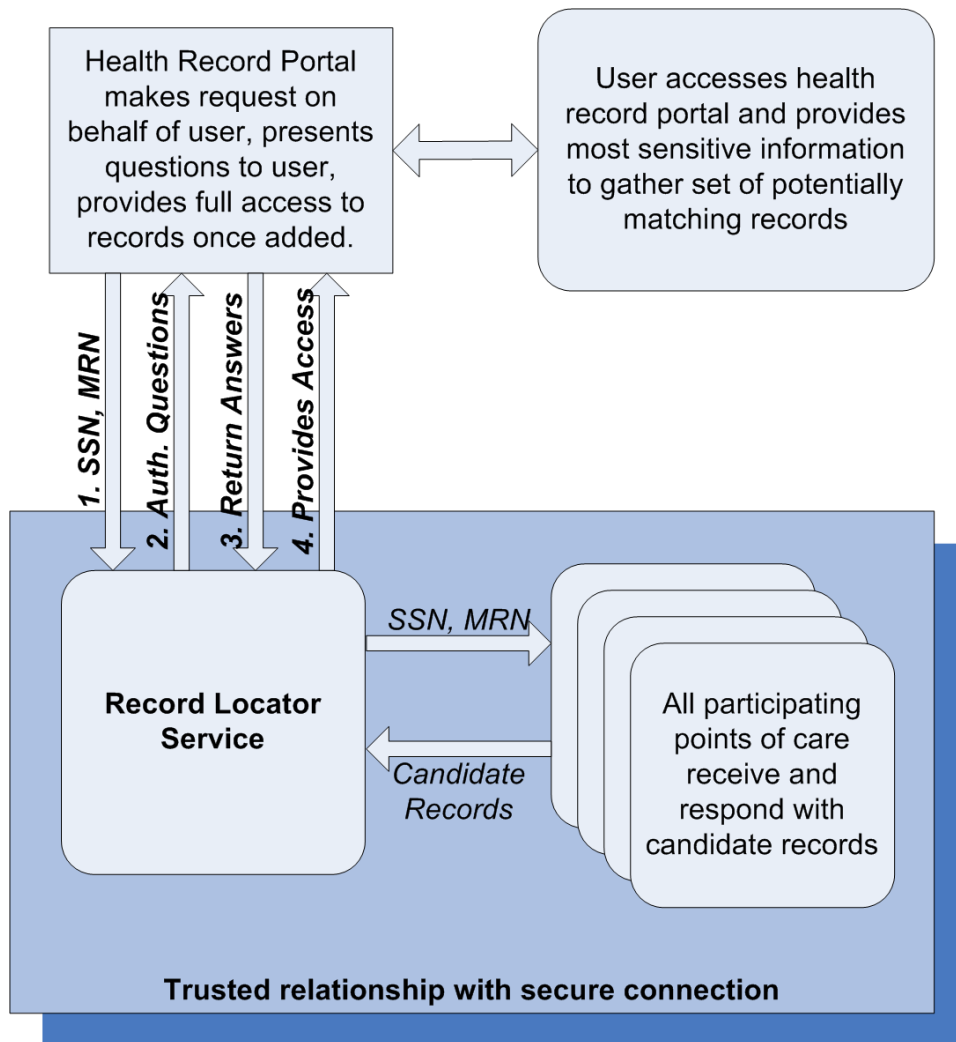 Health Record Portal
makes request on
behalf of user, presents
questions to user,
provides full access to
records once added.
User accesses health
record portal and provides
most sensitive information
to gather set of potentially
matching records
1. SSN, MRN
2. Auth. Questions
3. Return Answers
4. Provides Access
Record Locator
Service
SSN, MRN
Candidate
Records
All participating
points of care
receive and
respond with
candidate records
Trusted relationship with secure connection